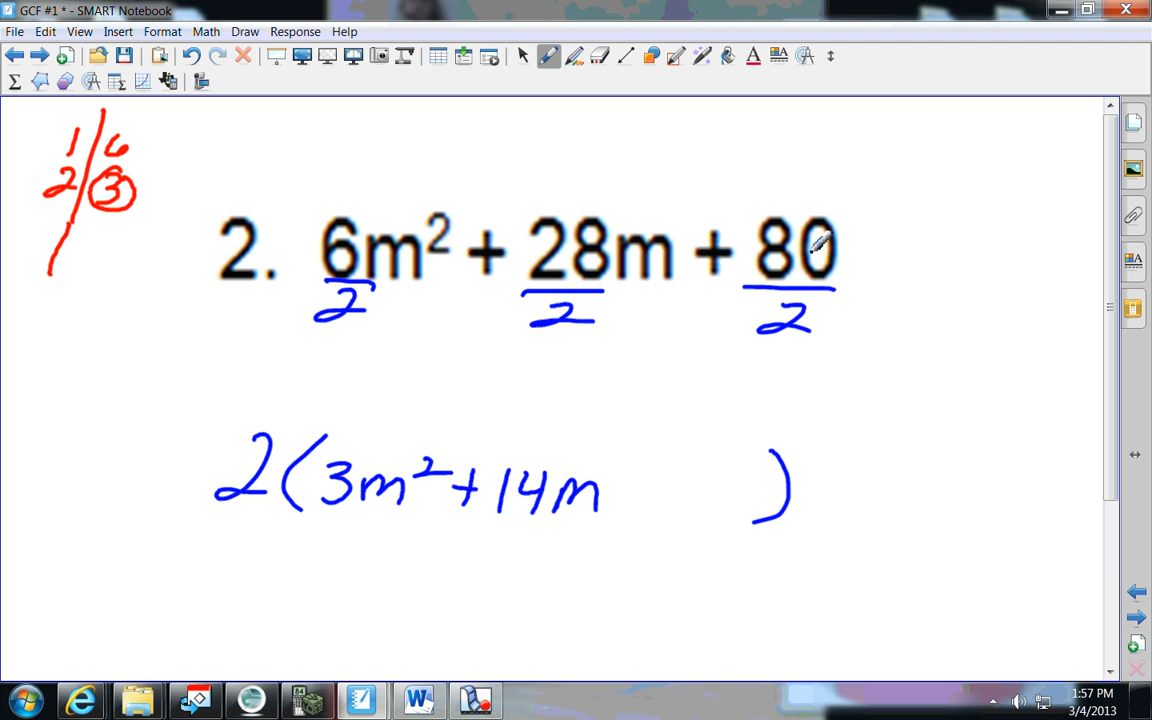 GCF #1 * - SMART Notebook
File Edit View Insert Format Math Draw Response Help
1 6
2 3
2. 6m² + 28m + 80
2 2 2
2(3m² + 14m )
1:57 PM
3/4/2013